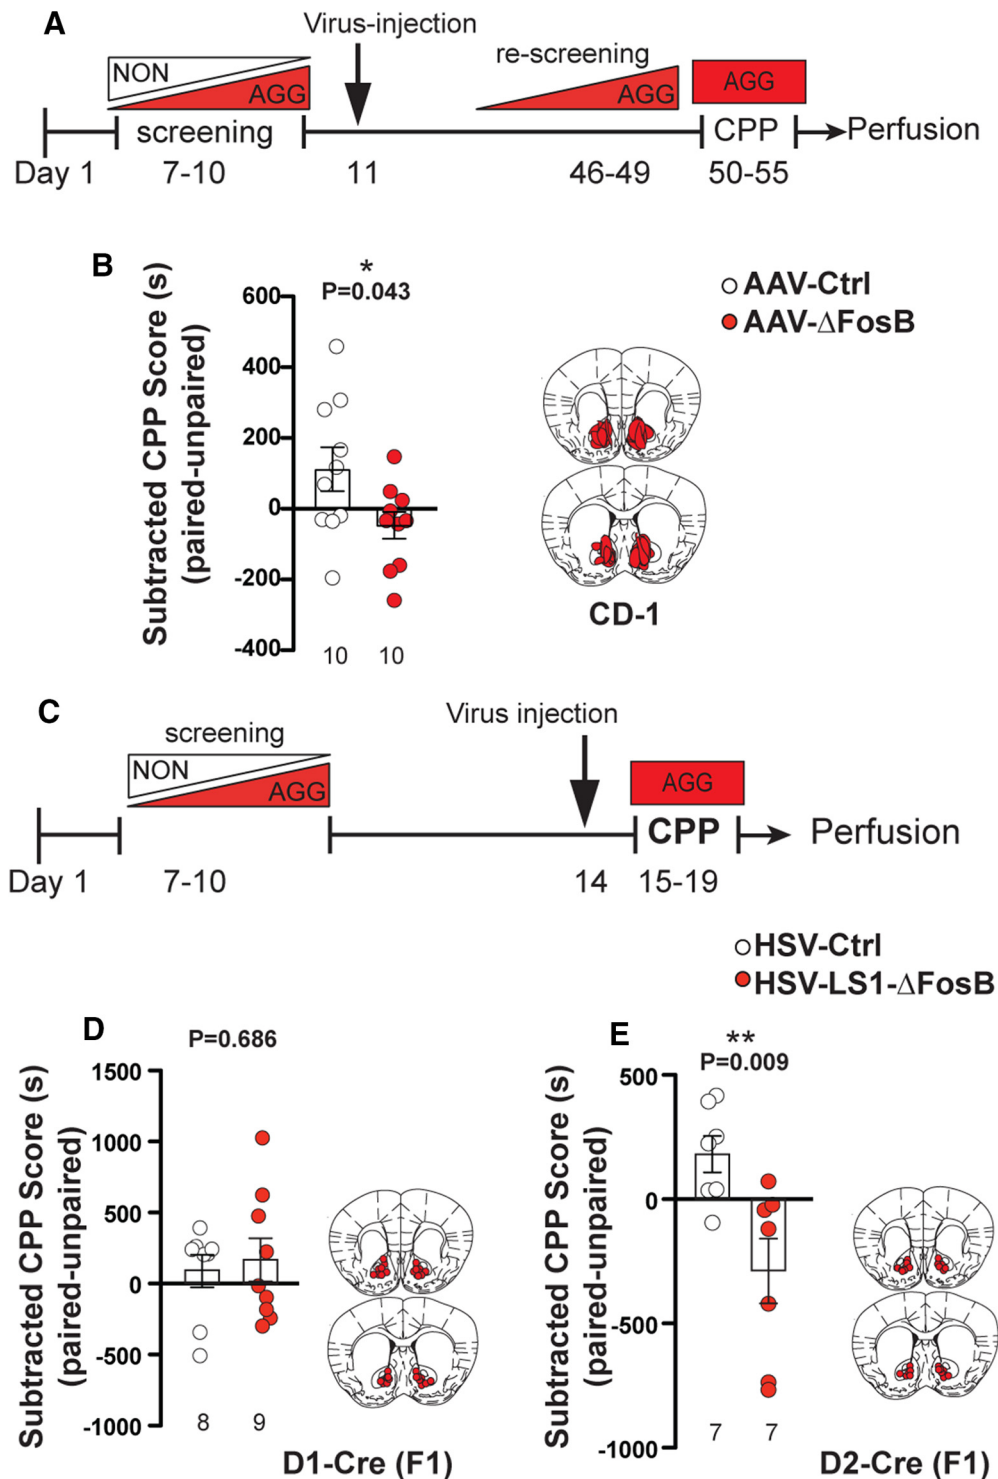 A
Virus-injection
re-screening
NON
AGG
AGG
AGG
screening
CPP
Perfusion
Day 1
7-10
11
46-49
50-55
B
*
P=0.043
AAV-Ctrl
AAV-ΔFosB
Subtracted CPP Score (s)
(paired-unpaired)
600
400
200
0
-200
-400
10
10
CD-1
C
Virus injection
screening
NON
AGG
AGG
CPP
Perfusion
Day 1
7-10
14
15-19
HSV-Ctrl
HSV-LS1-ΔFosB
D
P=0.686
Subtracted CPP Score (s)
(paired-unpaired)
1500
1000
500
0
-500
-1000
8
9
D1-Cre (F1)
E
**
P=0.009
Subtracted CPP Score (s)
(paired-unpaired)
500
0
-500
-1000
7
7
D2-Cre (F1)